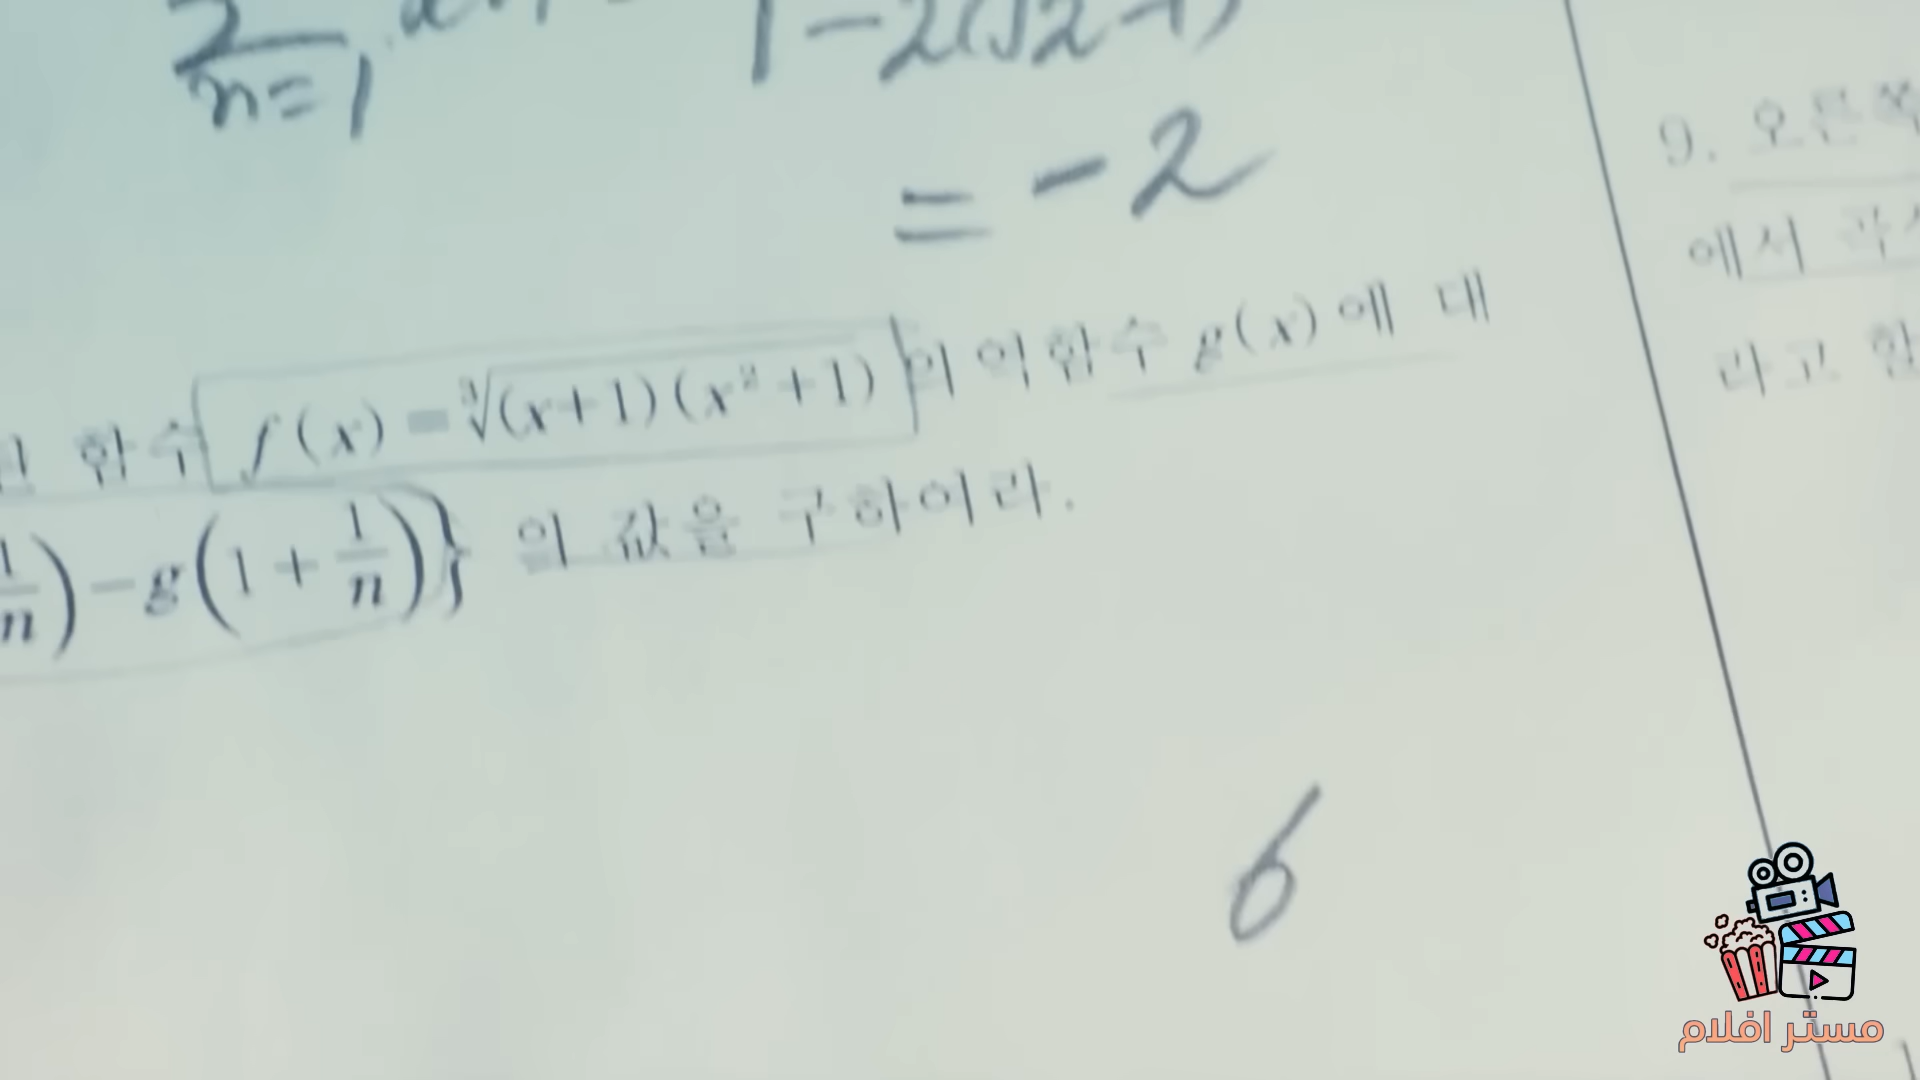 n=1
1-2(√2-1)
= -2
함수 f(x) = ∛(x+1)(x²+1) 의 역함수 g(x)에 대
1/n) - g(1 + 1/n)} 의 값을 구하여라.
6
9. 오른쪽
에서
라고 할
مستر افلام